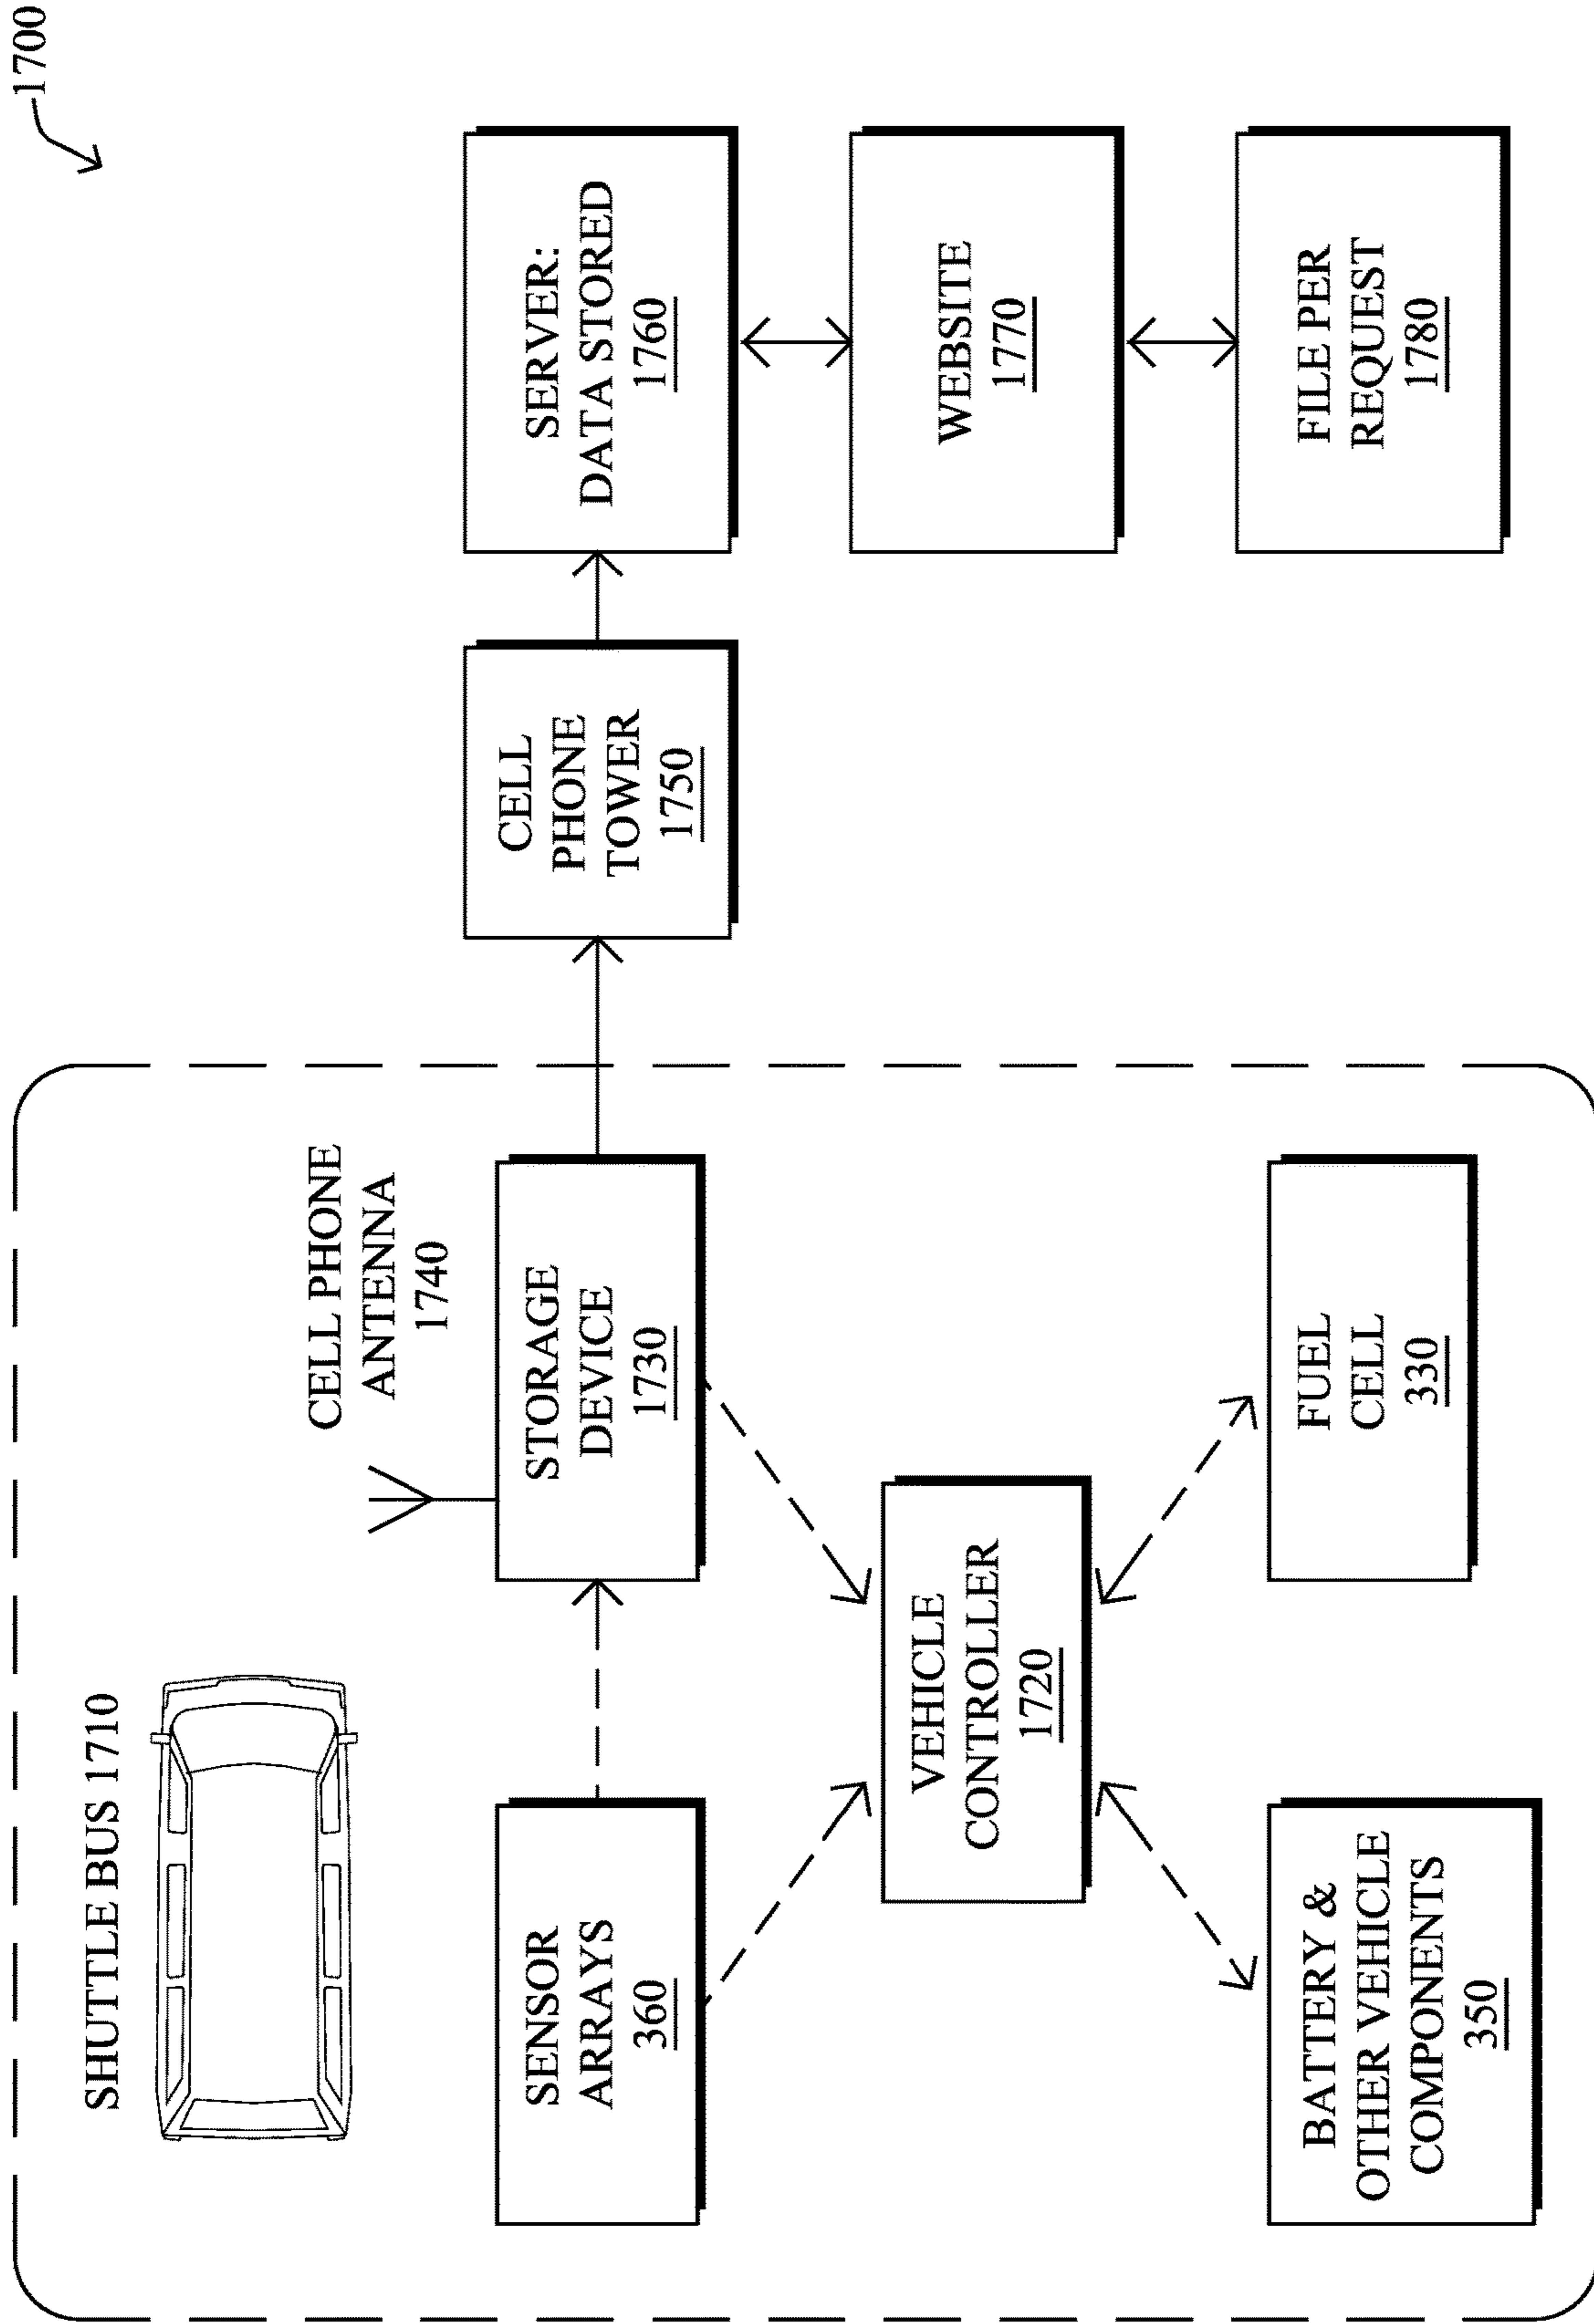 1700
SHUTTLE BUS 1710
CELL PHONE
ANTENNA
1740
SENSOR
ARRAYS
360
STORAGE
DEVICE
1730
CELL
PHONE
TOWER
1750
SERVER:
DATA STORED
1760
VEHICLE
CONTROLLER
1720
WEBSITE
1770
BATTERY &
OTHER VEHICLE
COMPONENTS
350
FUEL
CELL
330
FILE PER
REQUEST
1780